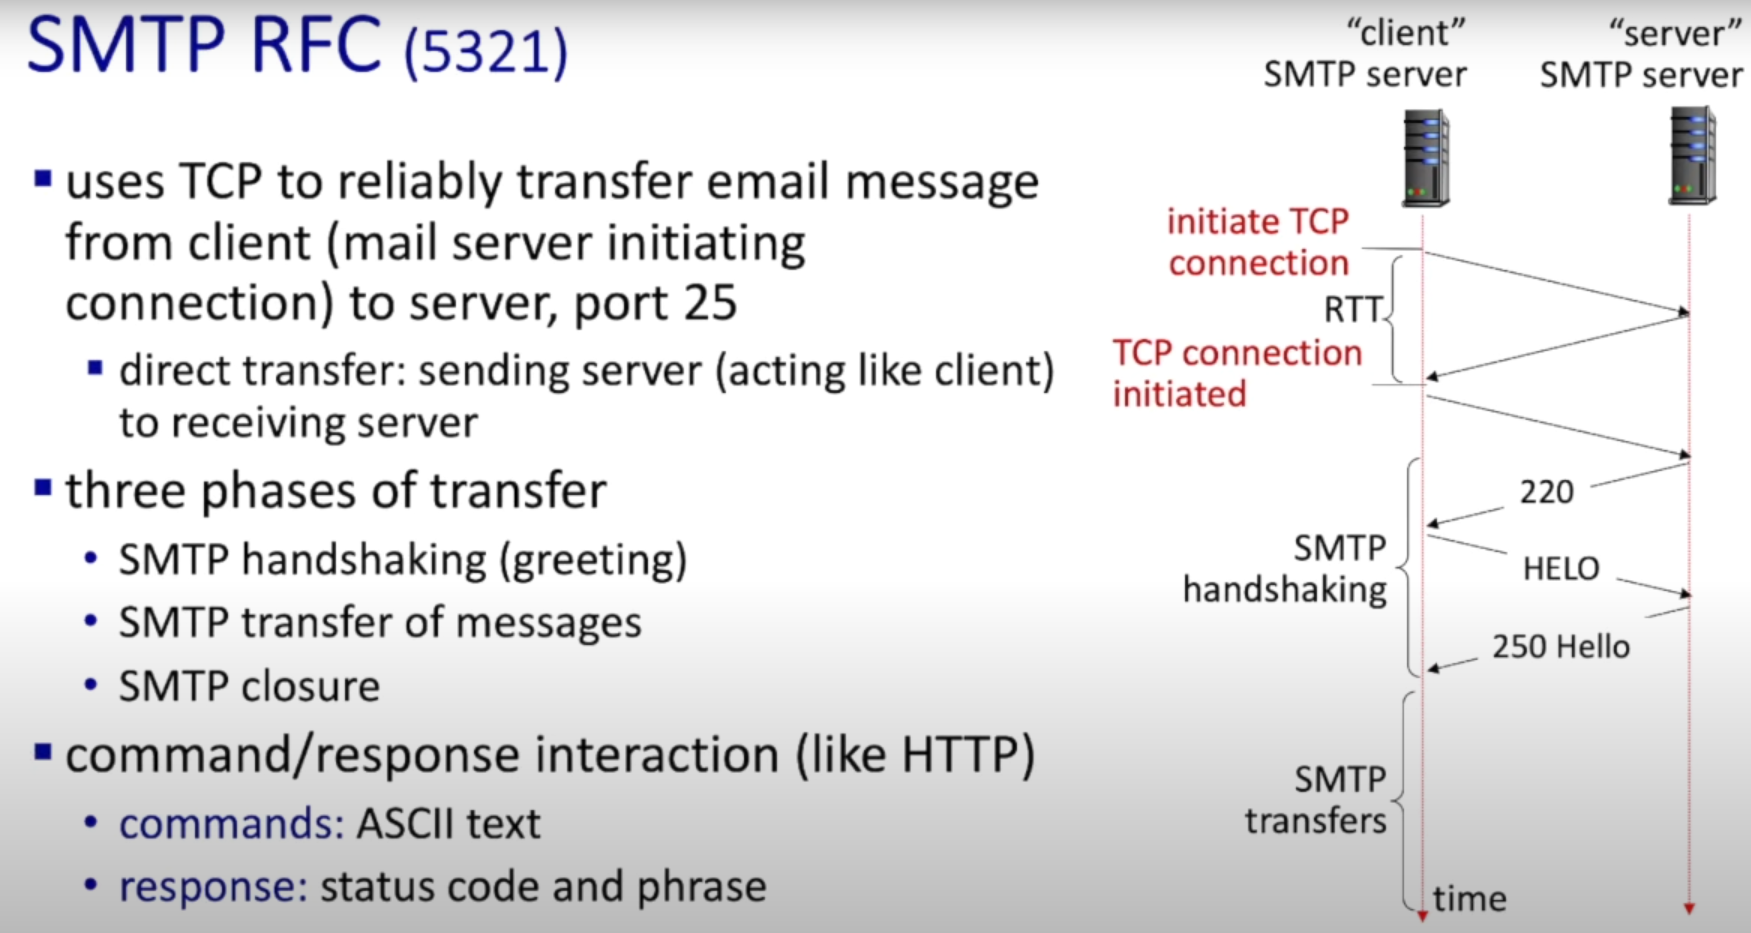 SMTP RFC (5321)
▪ uses TCP to reliably transfer email message
from client (mail server initiating
connection) to server, port 25
▪ direct transfer: sending server (acting like client)
to receiving server
▪ three phases of transfer
• SMTP handshaking (greeting)
• SMTP transfer of messages
• SMTP closure
▪ command/response interaction (like HTTP)
• commands: ASCII text
• response: status code and phrase
“client”
SMTP server
“server”
SMTP server
initiate TCP
connection
RTT
TCP connection
initiated
220
SMTP
handshaking
HELO
250 Hello
SMTP
transfers
time